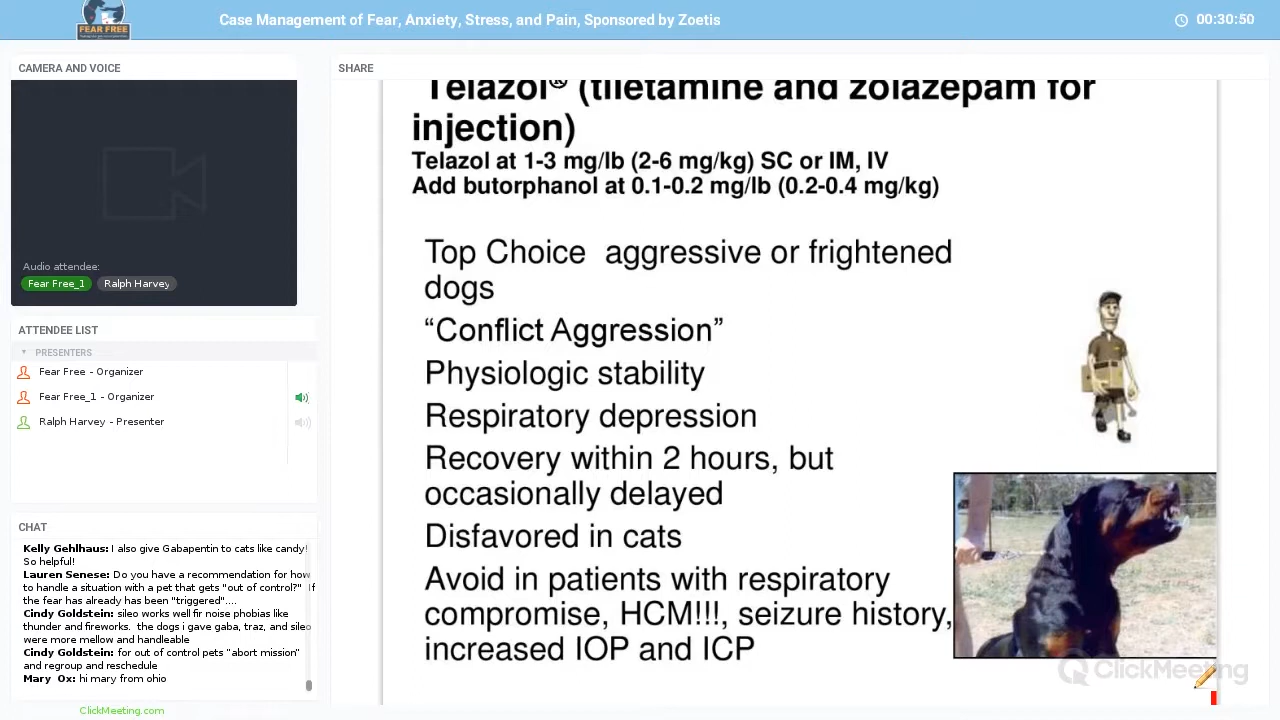 FEAR FREE
Case Management of Fear, Anxiety, Stress, and Pain, Sponsored by Zoetis
00:30:50
CAMERA AND VOICE
Audio attendee:
Fear Free_1
Ralph Harvey
ATTENDEE LIST
PRESENTERS
Fear Free - Organizer
Fear Free_1 - Organizer
Ralph Harvey - Presenter
CHAT
Kelly Gehlhaus: I also give Gabapentin to cats like candy!
So helpful!
Lauren Senese: Do you have a recommendation for how
to handle a situation with a pet that gets "out of control?" If
the fear has already has been "triggered"....
Cindy Goldstein: sileo works well fir noise phobias like
thunder and fireworks. the dogs i gave gaba, traz, and sileo
were more mellow and handleable
Cindy Goldstein: for out of control pets "abort mission"
and regroup and reschedule
Mary Ox: hi mary from ohio
ClickMeeting.com
SHARE
Telazol® (tiletamine and zolazepam for
injection)
Telazol at 1-3 mg/lb (2-6 mg/kg) SC or IM, IV
Add butorphanol at 0.1-0.2 mg/lb (0.2-0.4 mg/kg)
Top Choice aggressive or frightened
dogs
“Conflict Aggression”
Physiologic stability
Respiratory depression
Recovery within 2 hours, but
occasionally delayed
Disfavored in cats
Avoid in patients with respiratory
compromise, HCM!!!, seizure history,
increased IOP and ICP
ClickMeeting